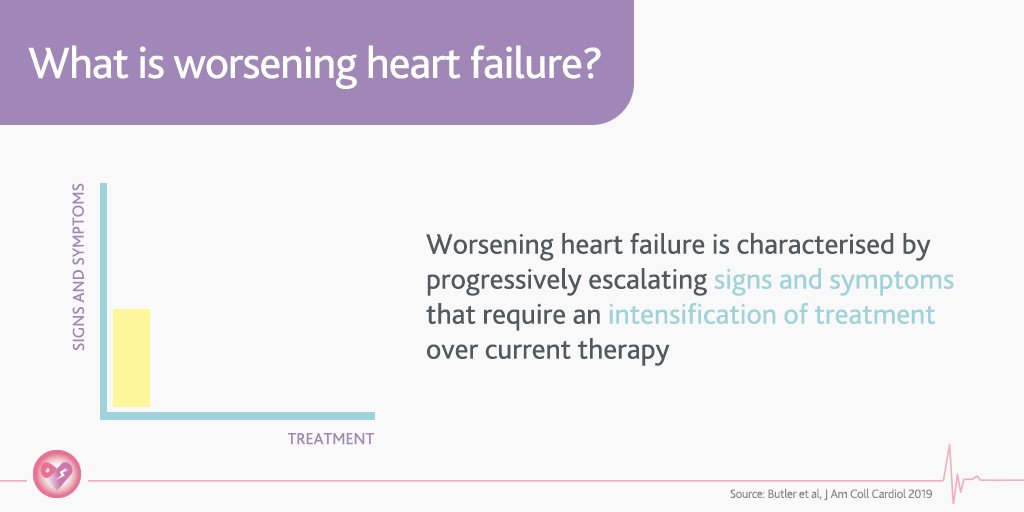 What is worsening heart failure?
SIGNS AND SYMPTOMS
Worsening heart failure is characterised by
progressively escalating signs and symptoms
that require an intensification of treatment
over current therapy
TREATMENT
Source: Butler et al, J Am Coll Cardiol 2019